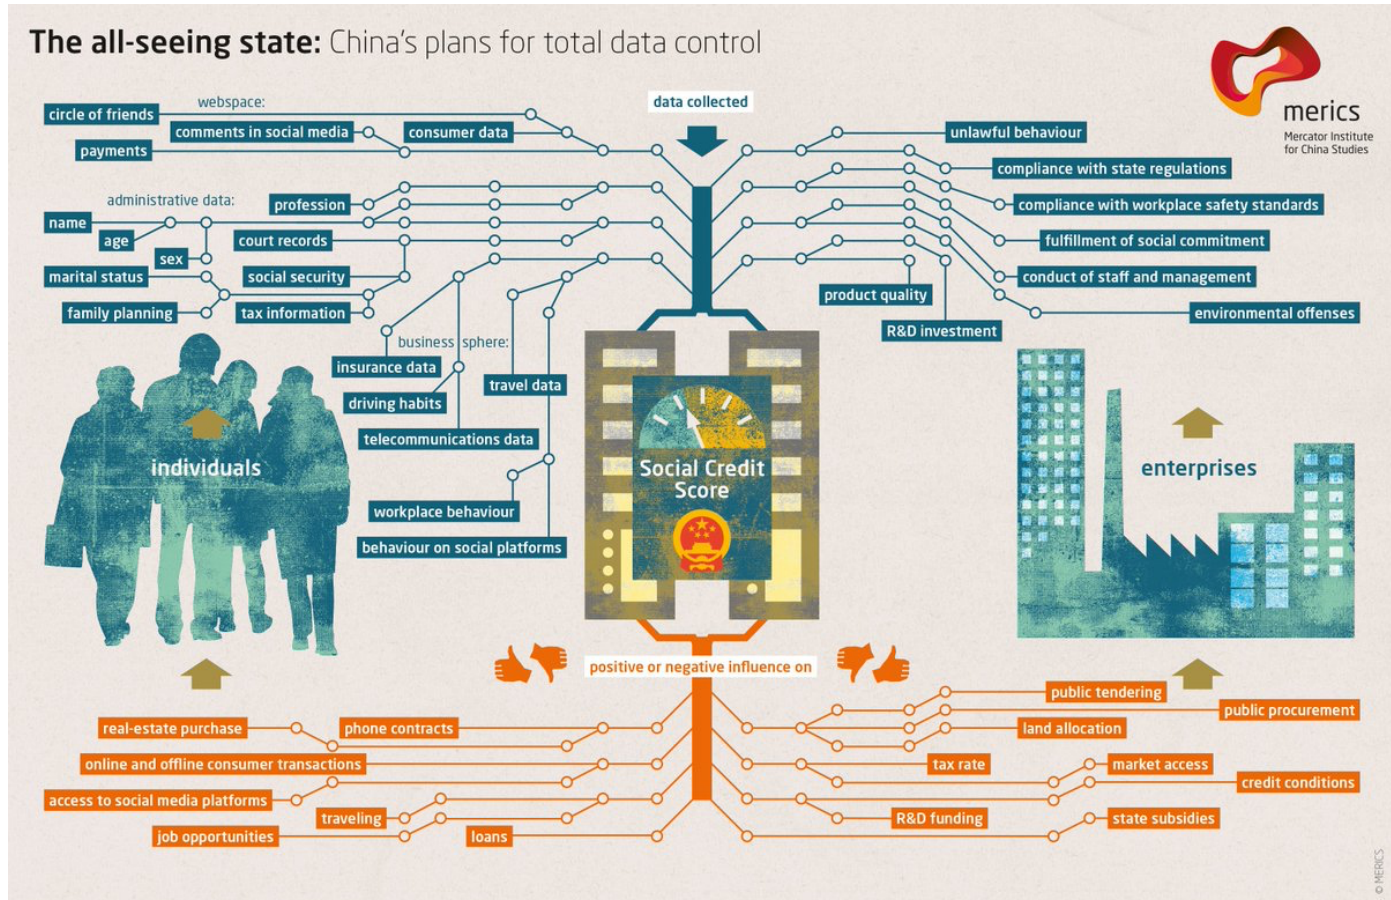 The all-seeing state: China's plans for total data control
merics
Mercator Institute
for China Studies
data collected
webspace:
circle of friends
comments in social media
consumer data
payments
administrative data:
profession
name
age
court records
sex
marital status
social security
family planning
tax information
business sphere:
insurance data
travel data
driving habits
telecommunications data
workplace behaviour
behaviour on social platforms
unlawful behaviour
compliance with state regulations
compliance with workplace safety standards
fulfillment of social commitment
conduct of staff and management
product quality
environmental offenses
R&D investment
individuals
Social Credit
Score
enterprises
positive or negative influence on
real-estate purchase
phone contracts
online and offline consumer transactions
access to social media platforms
traveling
job opportunities
loans
public tendering
public procurement
land allocation
tax rate
market access
credit conditions
R&D funding
state subsidies
© MERICS